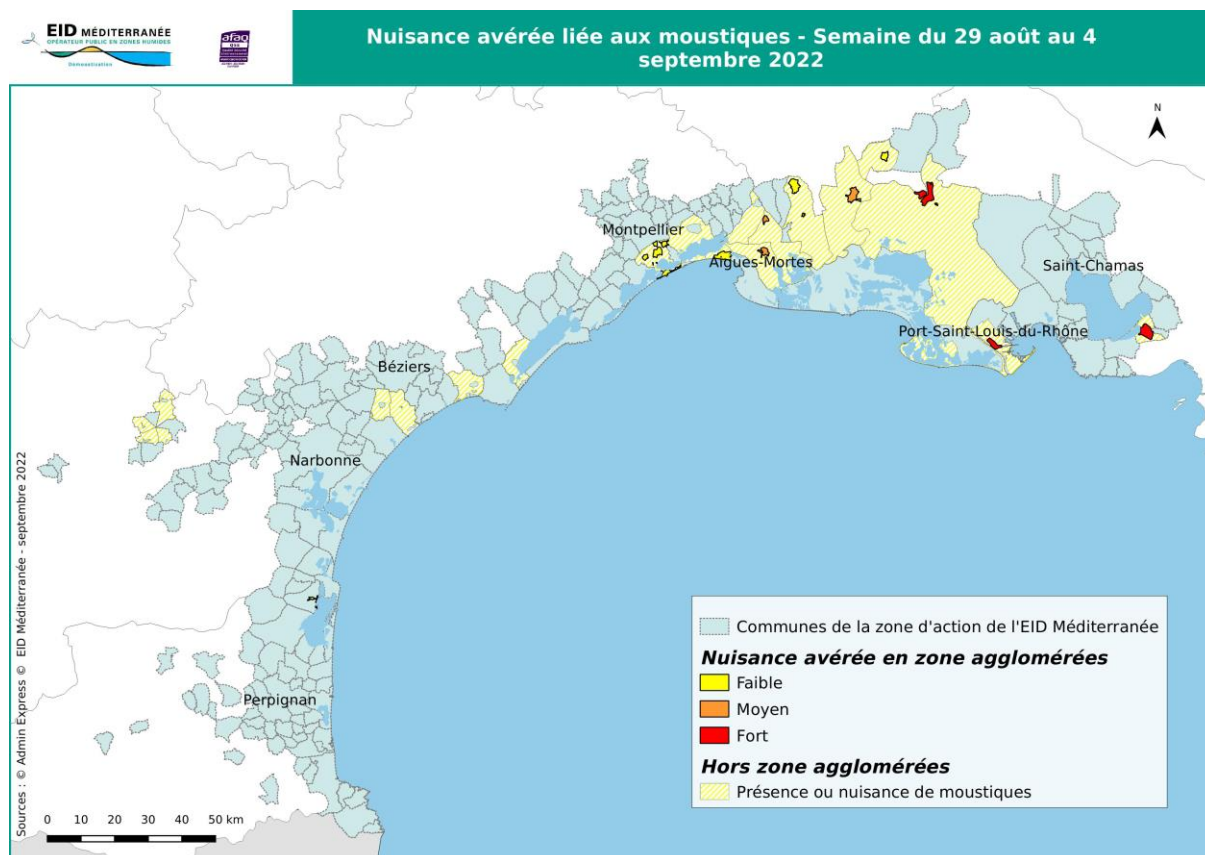 EID MÉDITERRANÉE
OPÉRATEUR PUBLIC EN ZONES HUMIDES
Démoustication
afaq
Nuisance avérée liée aux moustiques - Semaine du 29 août au 4
septembre 2022
N
Montpellier
Aigues-Mortes
Saint-Chamas
Port-Saint-Louis-du-Rhône
Béziers
Narbonne
Perpignan
Communes de la zone d'action de l'EID Méditerranée
Nuisance avérée en zone agglomérées
Faible
Moyen
Fort
Hors zone agglomérées
Présence ou nuisance de moustiques
Sources : © Admin Express © EID Méditerranée - septembre 2022
0 10 20 30 40 50 km